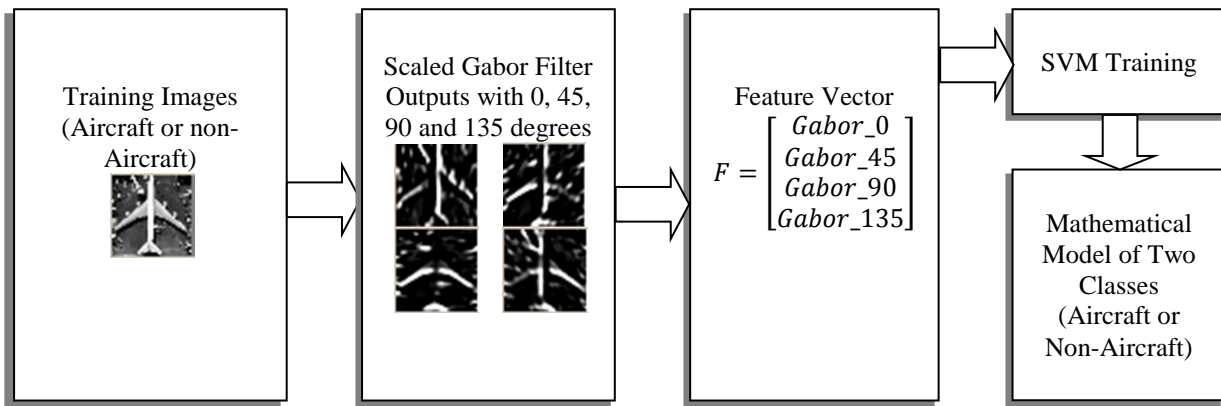 Training Images
(Aircraft or non-
Aircraft)
Scaled Gabor Filter
Outputs with 0, 45,
90 and 135 degrees
Feature Vector
F = [Gabor_0
Gabor_45
Gabor_90
Gabor_135]
SVM Training
Mathematical
Model of Two
Classes
(Aircraft or
Non-Aircraft)